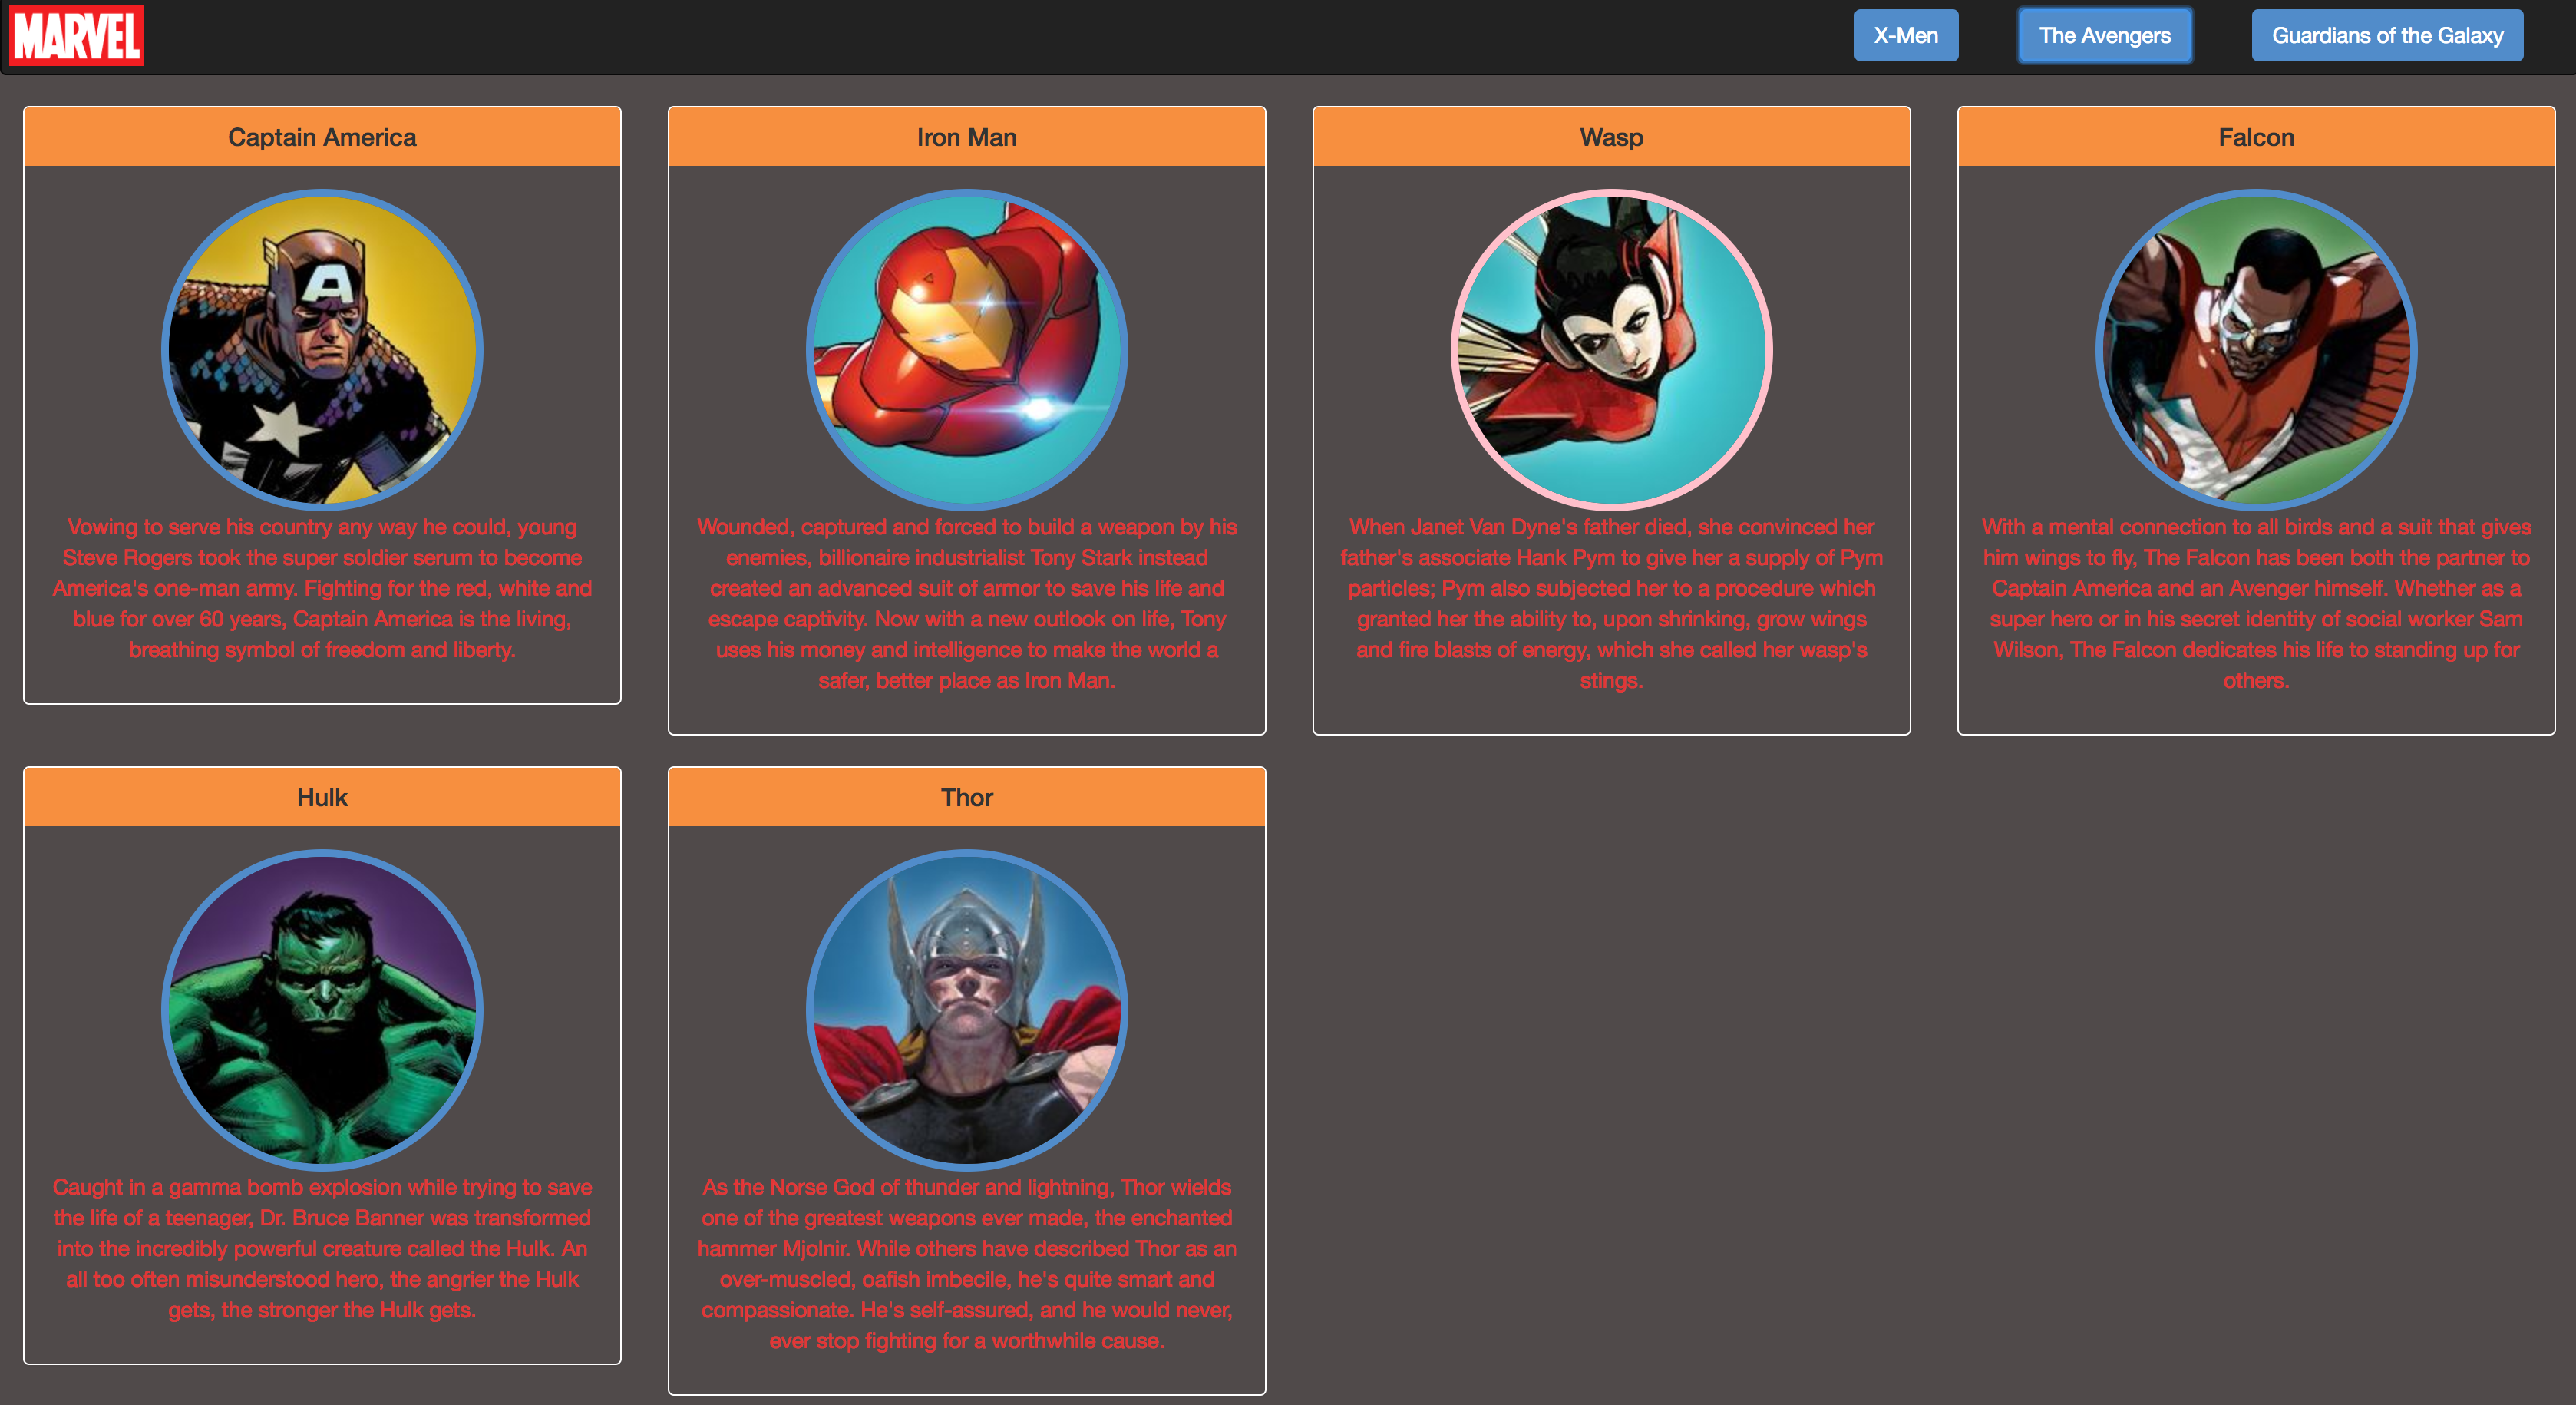 MARVEL
X-Men
The Avengers
Guardians of the Galaxy
Captain America
Vowing to serve his country any way he could, young
Steve Rogers took the super soldier serum to become
America's one-man army. Fighting for the red, white and
blue for over 60 years, Captain America is the living,
breathing symbol of freedom and liberty.
Iron Man
Wounded, captured and forced to build a weapon by his
enemies, billionaire industrialist Tony Stark instead
created an advanced suit of armor to save his life and
escape captivity. Now with a new outlook on life, Tony
uses his money and intelligence to make the world a
safer, better place as Iron Man.
Wasp
When Janet Van Dyne's father died, she convinced her
father's associate Hank Pym to give her a supply of Pym
particles; Pym also subjected her to a procedure which
granted her the ability to, upon shrinking, grow wings
and fire blasts of energy, which she called her wasp's
stings.
Falcon
With a mental connection to all birds and a suit that gives
him wings to fly, The Falcon has been both the partner to
Captain America and an Avenger himself. Whether as a
super hero or in his secret identity of social worker Sam
Wilson, The Falcon dedicates his life to standing up for
others.
Hulk
Caught in a gamma bomb explosion while trying to save
the life of a teenager, Dr. Bruce Banner was transformed
into the incredibly powerful creature called the Hulk. An
all too often misunderstood hero, the angrier the Hulk
gets, the stronger the Hulk gets.
Thor
As the Norse God of thunder and lightning, Thor wields
one of the greatest weapons ever made, the enchanted
hammer Mjolnir. While others have described Thor as an
over-muscled, oafish imbecile, he's quite smart and
compassionate. He's self-assured, and he would never,
ever stop fighting for a worthwhile cause.
A